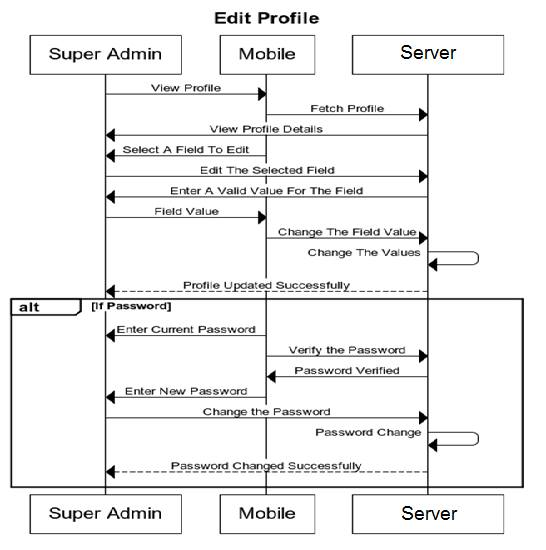 Edit Profile
Super Admin Mobile Server
View Profile
Fetch Profile
View Profile Details
Select A Field To Edit
Edit The Selected Field
Enter A Valid Value For The Field
Field Value
Change The Field Value
Change The Values
Profile Updated Successfully
alt [If Password]
Enter Current Password
Verify the Password
Password Verified
Enter New Password
Change the Password
Password Change
Password Changed Successfully
Super Admin Mobile Server